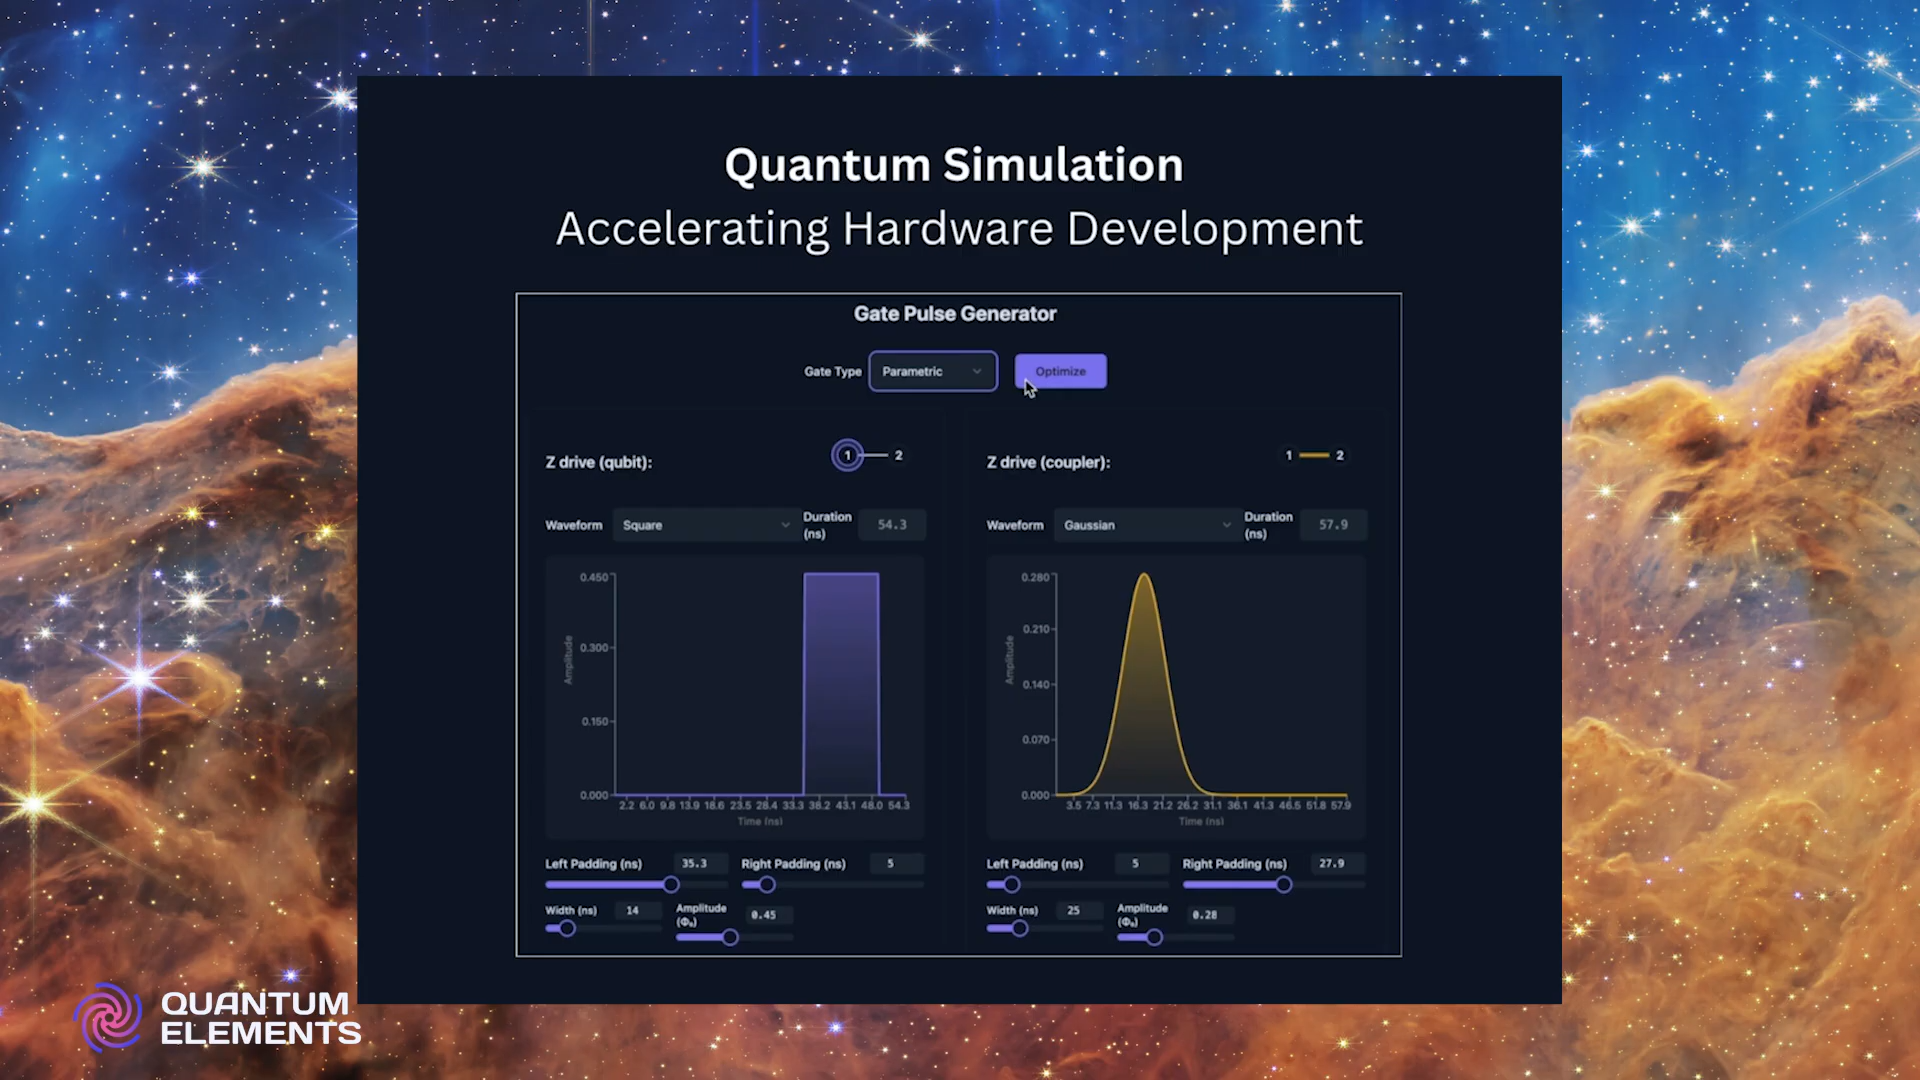 Quantum Simulation
Accelerating Hardware Development
Gate Pulse Generator
Gate Type Parametric Optimize
Z drive (qubit): 1 2
Waveform Square Duration (ns) 54.3
0.450
0.300
0.150
0.000
Amplitude
2.2 6.0 9.8 13.9 18.6 23.5 28.4 33.3 38.2 43.1 48.0 54.3
Time (ns)
Left Padding (ns) 35.3 Right Padding (ns) 5
Width (ns) 14 Amplitude (Φ₀) 0.45
Z drive (coupler): 1 2
Waveform Gaussian Duration (ns) 57.9
0.280
0.210
0.140
0.070
0.000
Amplitude
3.5 7.3 11.3 16.3 21.2 26.2 31.1 36.1 41.3 46.5 51.8 57.9
Time (ns)
Left Padding (ns) 5 Right Padding (ns) 27.9
Width (ns) 25 Amplitude (Φ₀) 0.28
QUANTUM
ELEMENTS